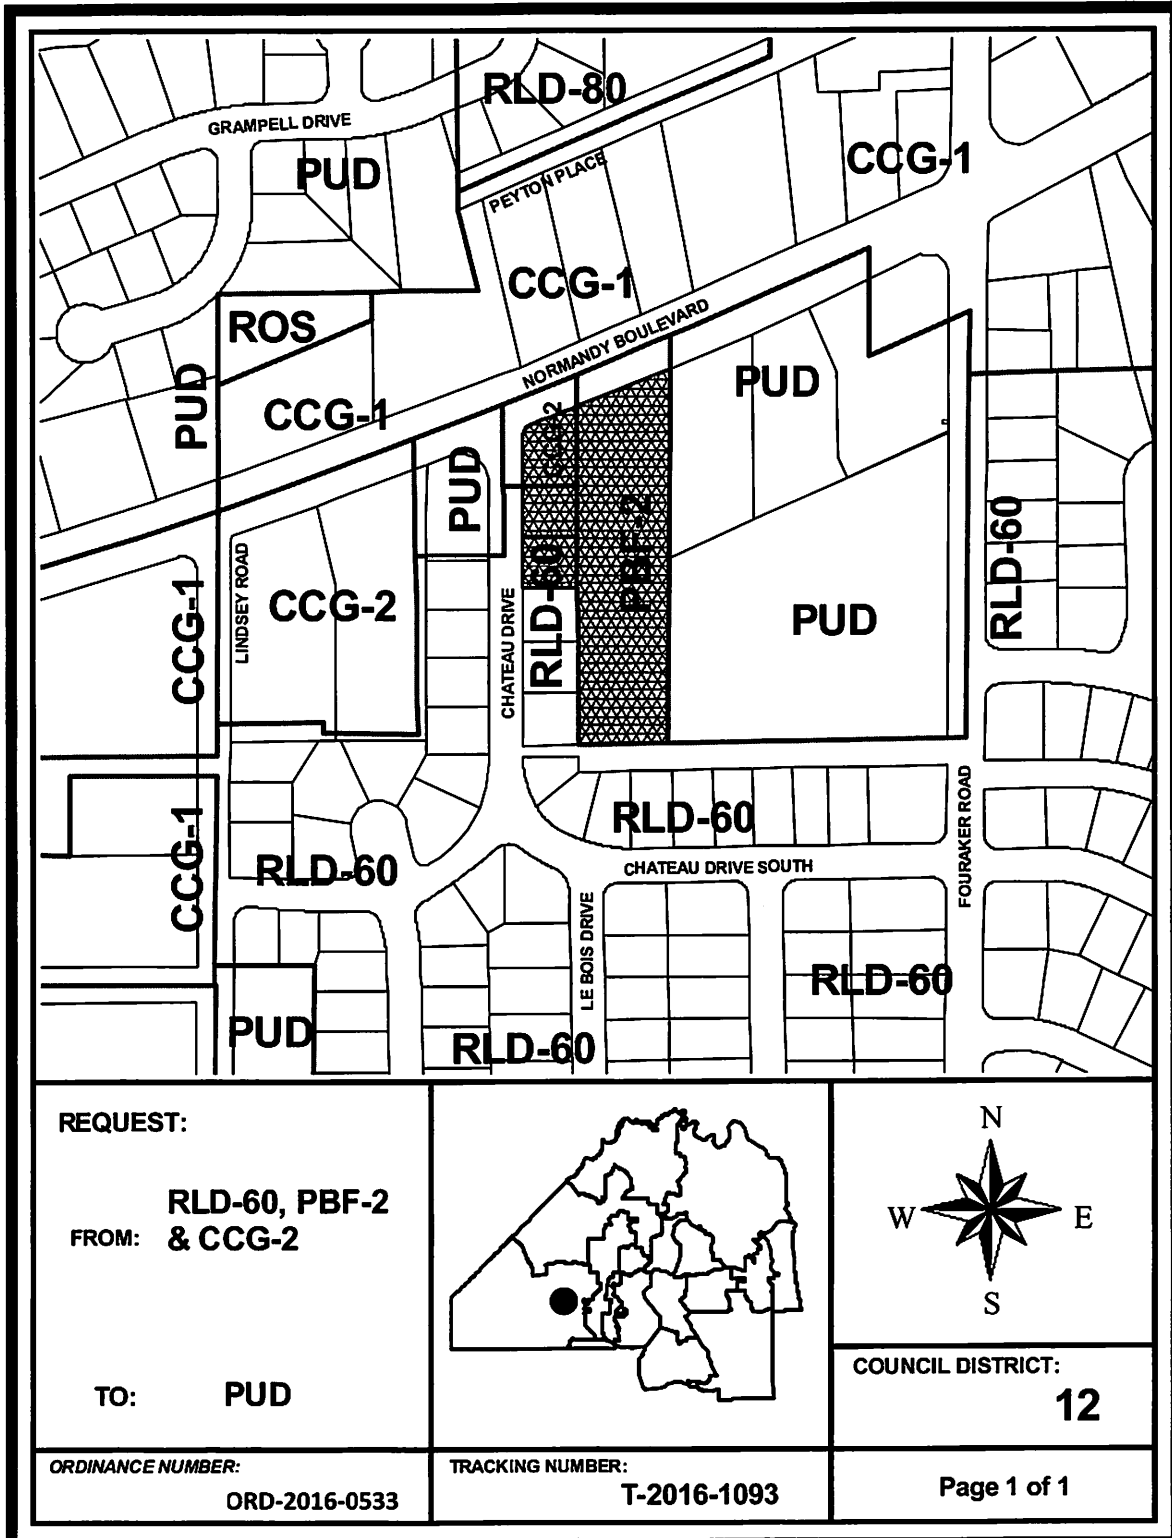 RLD-80
GRAMPELL DRIVE
PUD
PEYTON PLACE
CCG-1
CCG-1
ROS
NORMANDY BOULEVARD
PUD
CCG-1
PUD
CCG-2
PUD
PBF-2
RLD-60
RLD-60
LINDSEY ROAD
CCG-2
CCG-1
CHATEAU DRIVE
PUD
RLD-60
CCG-1
RLD-60
CHATEAU DRIVE SOUTH
FOURAKER ROAD
LE BOIS DRIVE
RLD-60
PUD
RLD-60
REQUEST:
RLD-60, PBF-2
FROM: & CCG-2
TO: PUD
N
W E
S
COUNCIL DISTRICT:
12
ORDINANCE NUMBER:
ORD-2016-0533
TRACKING NUMBER:
T-2016-1093
Page 1 of 1